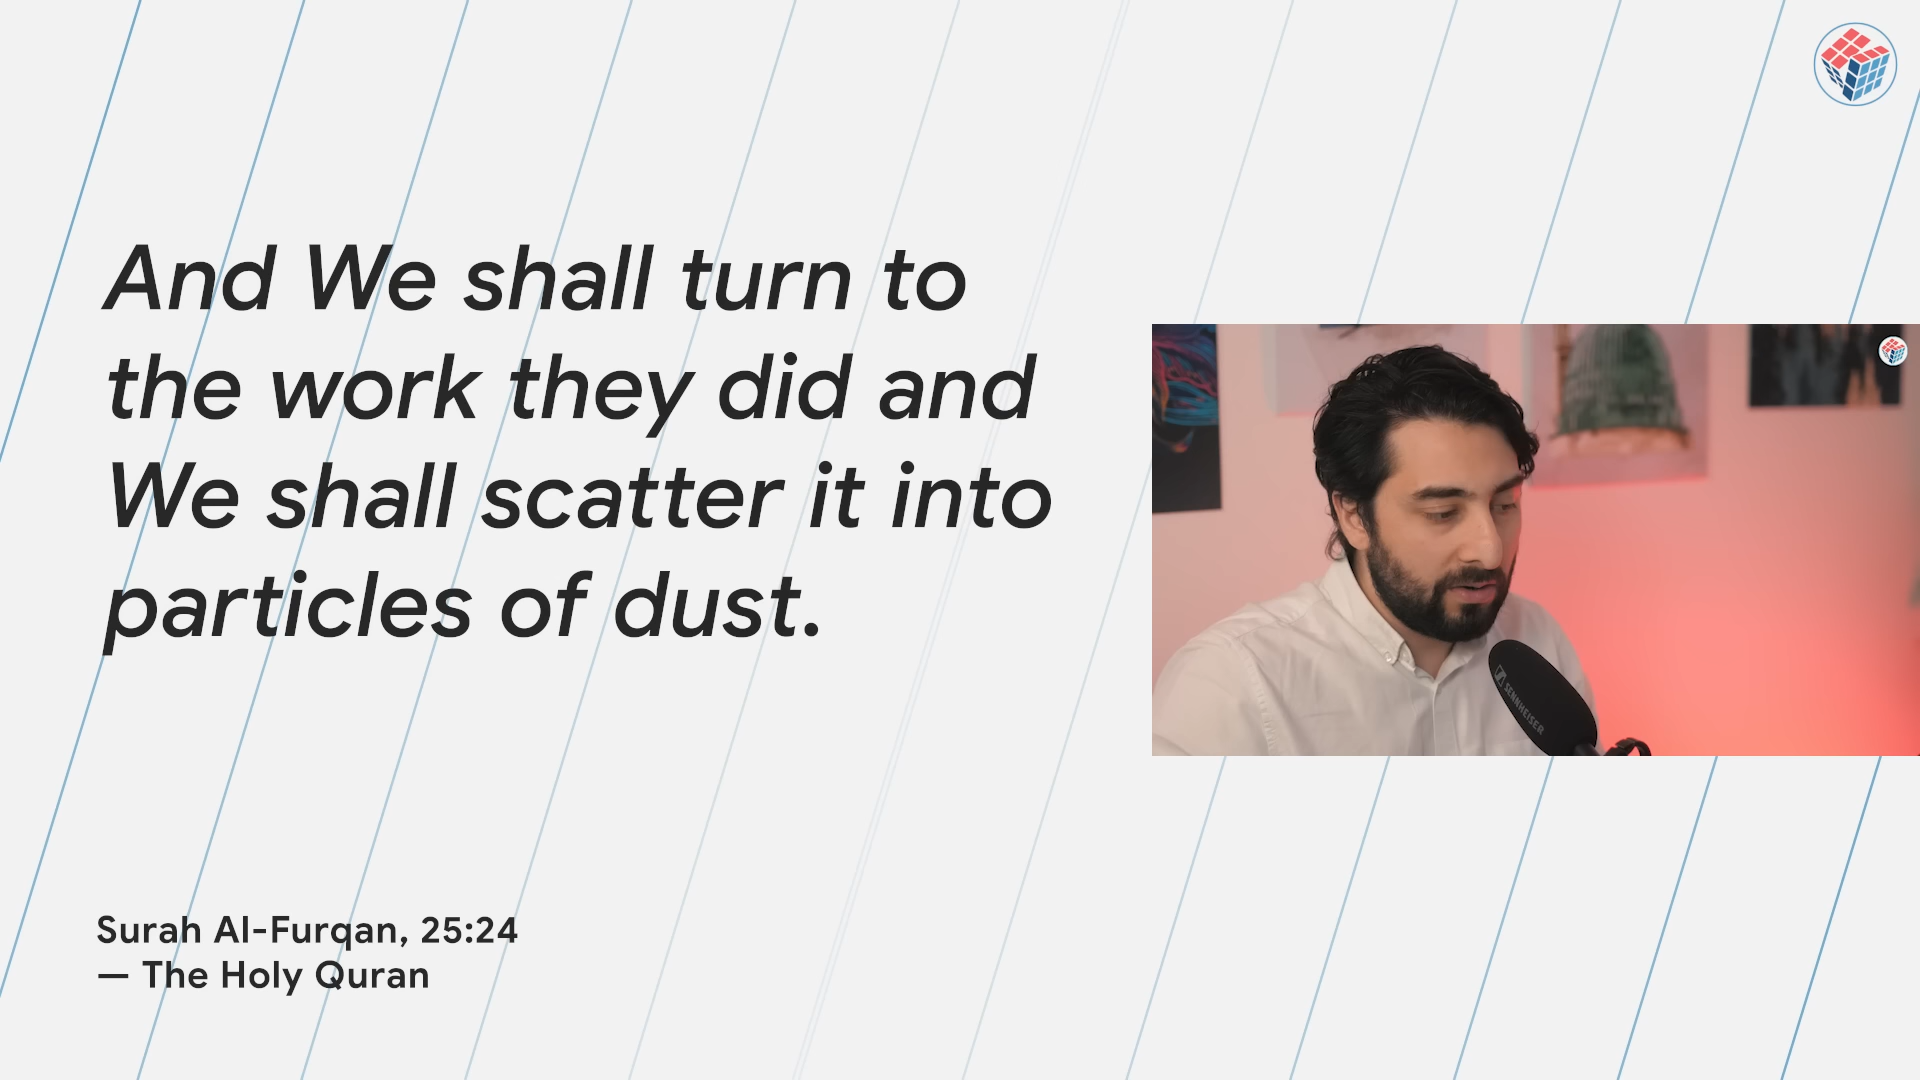 And We shall turn to
the work they did and
We shall scatter it into
particles of dust.
Surah Al-Furqan, 25:24
— The Holy Quran
SENNHEISER